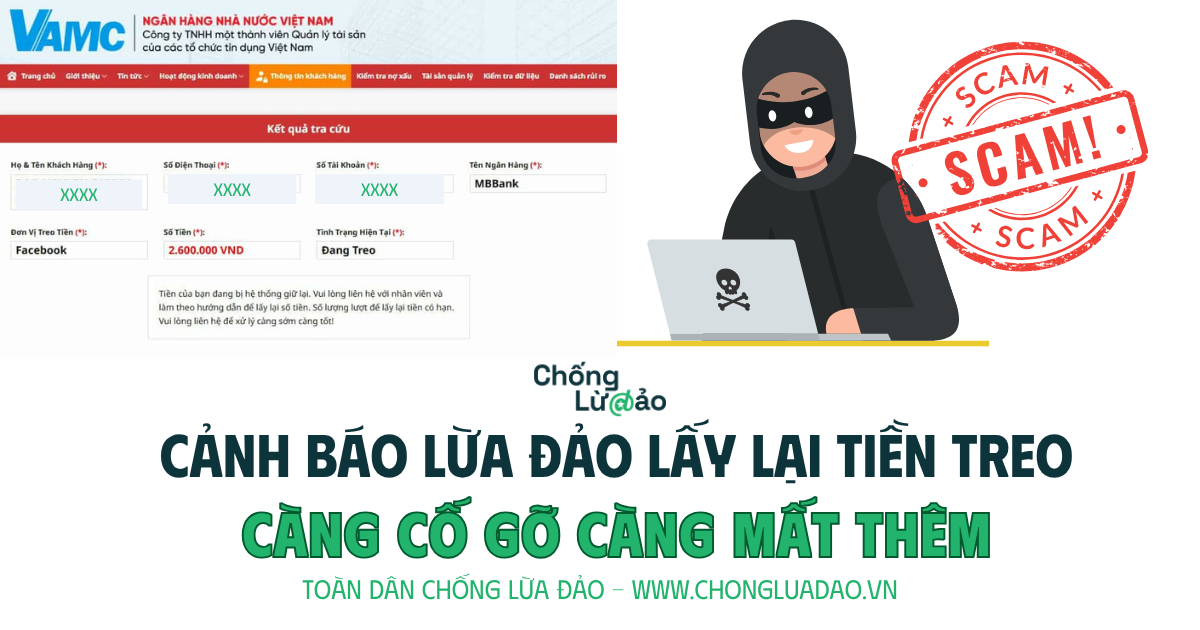 VAMC
NGÂN HÀNG NHÀ NƯỚC VIỆT NAM
Công ty TNHH một thành viên Quản lý tài sản
của các tổ chức tín dụng Việt Nam
Trang chủ Giới thiệu Tin tức Hoạt động kinh doanh Thông tin khách hàng Kiểm tra nợ xấu Tài sản quản lý Kiểm tra dữ liệu Danh sách rủi ro
Kết quả tra cứu
Họ & Tên Khách Hàng (*): Số Điện Thoại (*): Số Tài Khoản (*): Tên Ngân Hàng (*):
XXXX XXXX XXXX MBBank
Đơn Vị Treo Tiền (*): Số Tiền (*): Tình Trạng Hiện Tại (*):
Facebook 2.600.000 VND Đang Treo
Tiền của bạn đang bị hệ thống giữ lại. Vui lòng liên hệ với nhân viên và
làm theo hướng dẫn để lấy lại số tiền. Số lượng lượt để lấy lại tiền có hạn.
Vui lòng liên hệ để xử lý càng sớm càng tốt!
SCAM
SCAM!
SCAM
Chống
Lừ@đảo
CẢNH BÁO LỪA ĐẢO LẤY LẠI TIỀN TREO
CÀNG CỐ GỠ CÀNG MẤT THÊM
TOÀN DÂN CHỐNG LỪA ĐẢO – WWW.CHONGLUADAO.VN